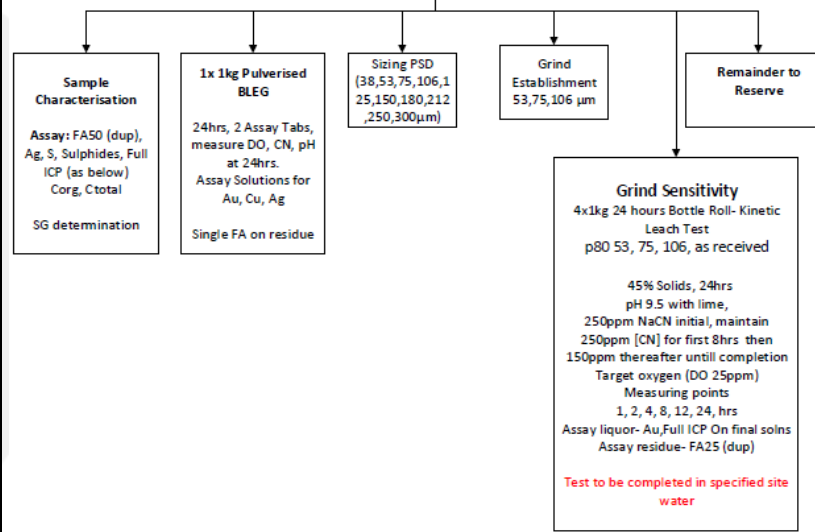 Sample
Characterisation
Assay: FA50 (dup),
Ag, S, Sulphides, Full
ICP (as below)
Corg, Ctotal
SG determination
1x 1kg Pulverised
BLEG
24hrs, 2 Assay Tabs,
measure DO, CN, pH
at 24hrs.
Assay Solutions for
Au, Cu, Ag
Single FA on residue
Sizing PSD
(38,53,75,106,1
25,150,180,212
,250,300µm)
Grind
Establishment
53,75,106 µm
Remainder to
Reserve
Grind Sensitivity
4x1kg 24 hours Bottle Roll- Kinetic
Leach Test
p80 53, 75, 106, as received
45% Solids, 24hrs
pH 9.5 with lime,
250ppm NaCN initial, maintain
250ppm [CN] for first 8hrs then
150ppm thereafter untill completion
Target oxygen (DO 25ppm)
Measuring points
1, 2, 4, 8, 12, 24, hrs
Assay liquor- Au,Full ICP On final solns
Assay residue- FA25 (dup)
Test to be completed in specified site
water